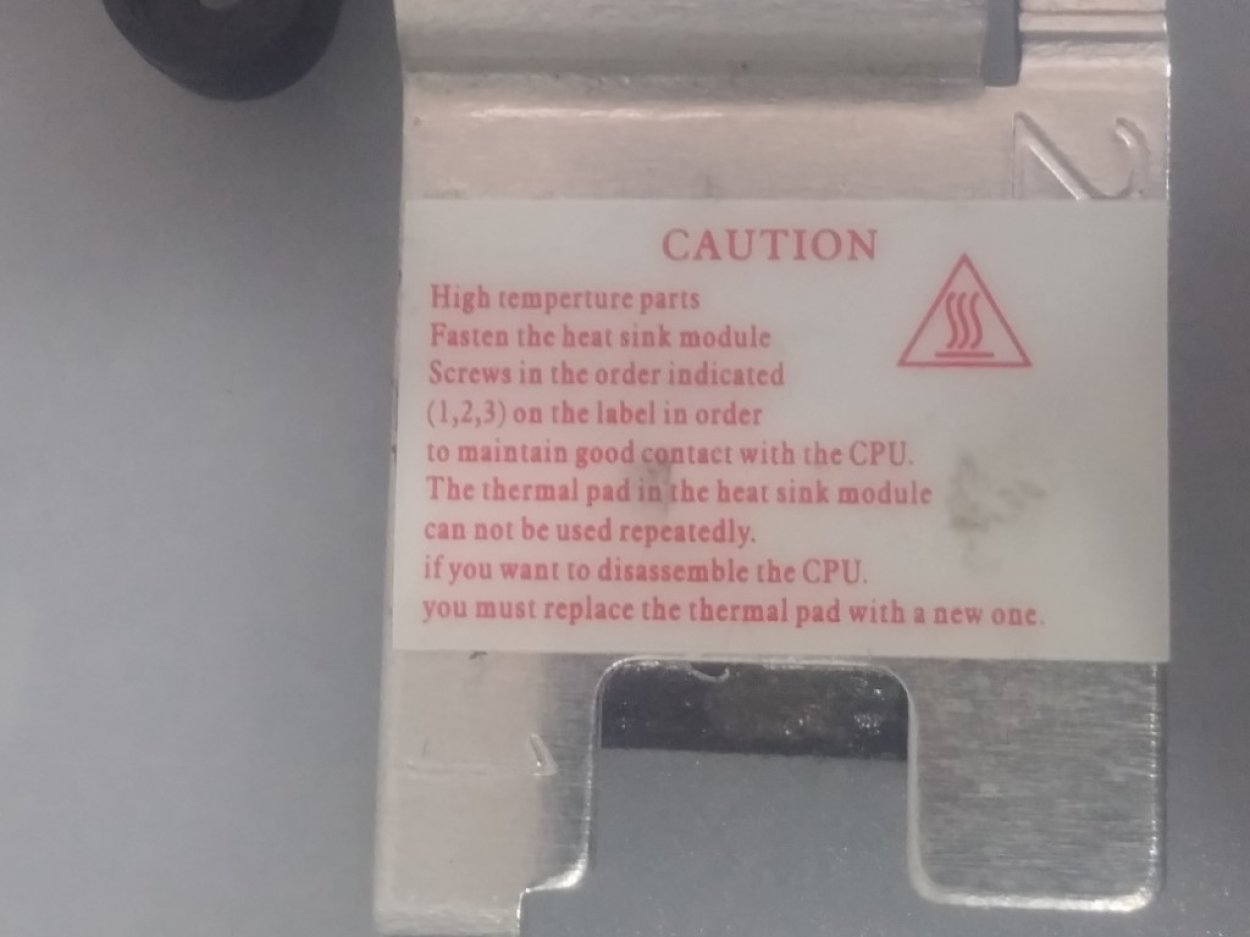 2
CAUTION
High temperture parts
Fasten the heat sink module
Screws in the order indicated
(1,2,3) on the label in order
to maintain good contact with the CPU.
The thermal pad in the heat sink module
can not be used repeatedly.
if you want to disassemble the CPU.
you must replace the thermal pad with a new one.
1